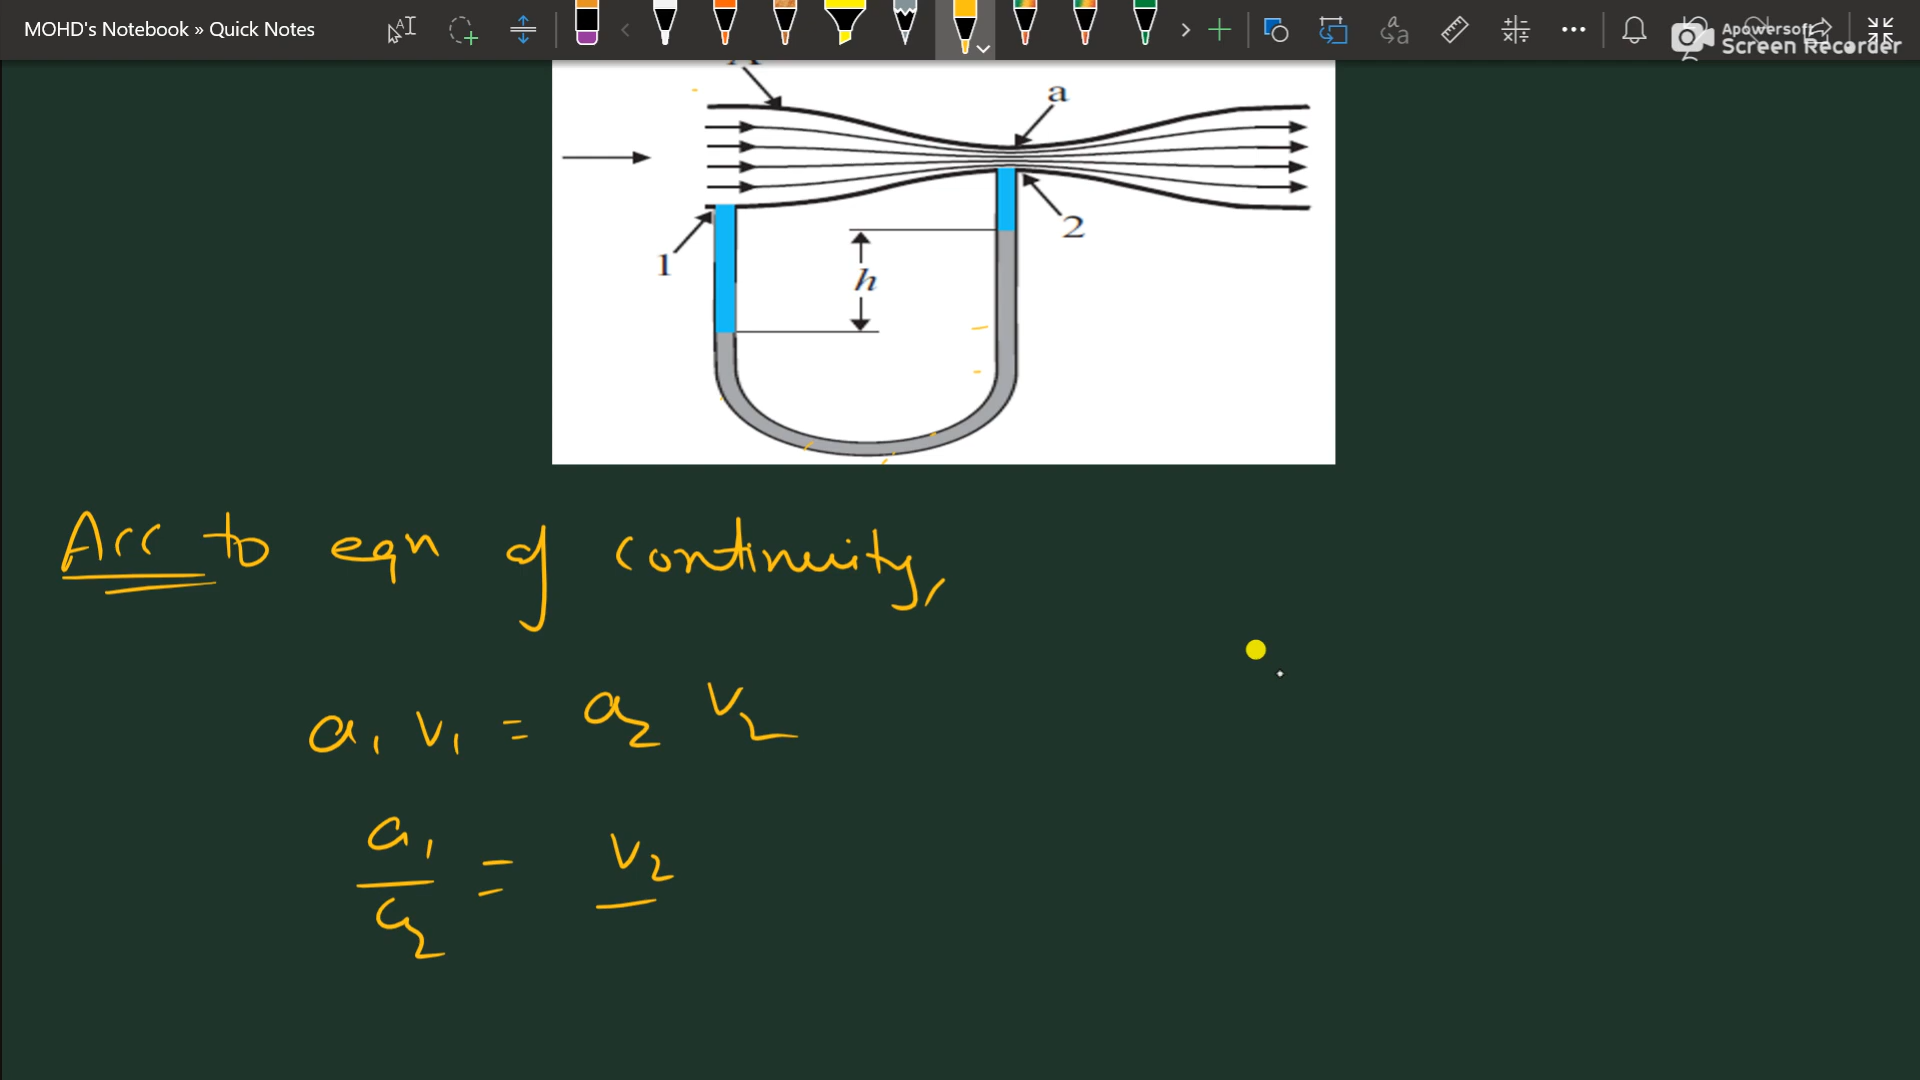 MOHD's Notebook » Quick Notes
Apowersoft
Screen Recorder
a
1
2
h
Acc to eqn of continuity,
a₁ v₁ = a₂ v₂
a₁ = v₂
a₂